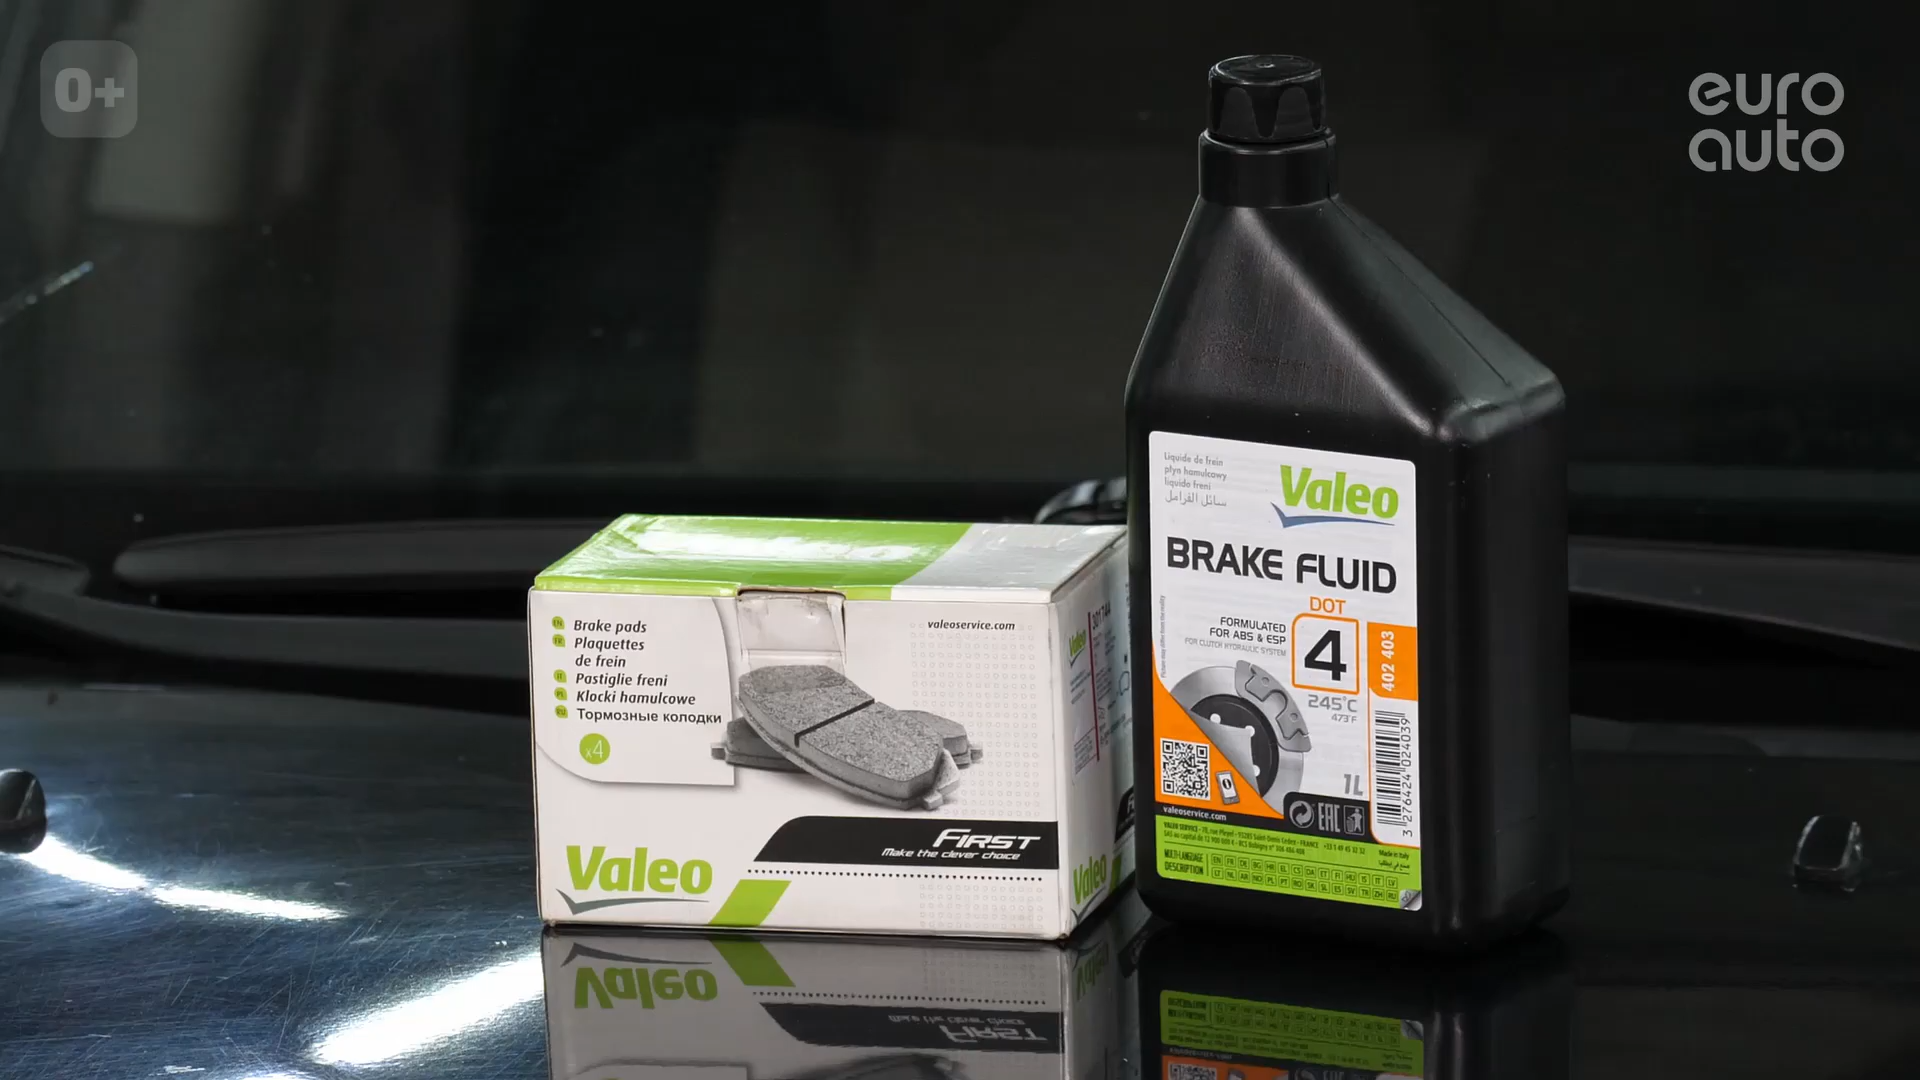 0+
euro
auto
Brake pads
Plaquettes
de frein
Pastiglie freni
Klocki hamulcowe
Тормозные колодки
x4
valeoservice.com
FIRST
Make the clever choice
Valeo
Valeo
301744
Valeo
Liquide de frein
płyn hamulcowy
liquido freni
سائل الفرامل
Valeo
BRAKE FLUID
DOT
4
FORMULATED
FOR ABS & ESP
FOR CLUTCH HYDRAULIC SYSTEM
402 403
245°C
473°F
1L
3 276424 024039
valeoservice.com
EAC
Made in Italy
MULTI-LANGUAGE
DESCRIPTION